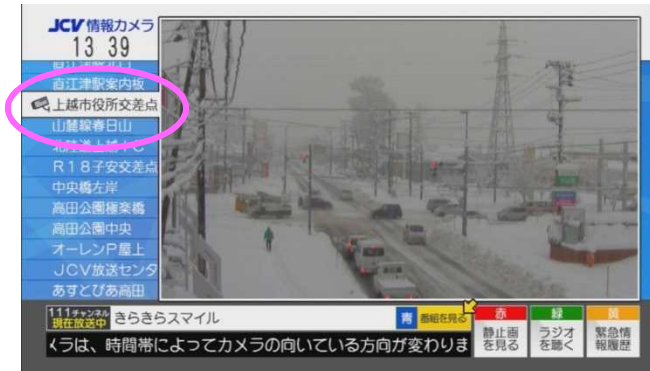 JCV 情報カメラ
13 39
直江津駅案内板
上越市役所交差点
山麓線春日山
R18子安交差点
中央橋左岸
高田公園極楽橋
高田公園中央
オーレンP屋上
JCV放送センタ
あすとぴあ高田
111チャンネル
現在放送中
きらきらスマイル
青 番組を見る
メラは、時間帯によってカメラの向いている方向が変わりま
赤
静止画
を見る
緑
ラジオ
を聴く
黄
緊急情
報履歴